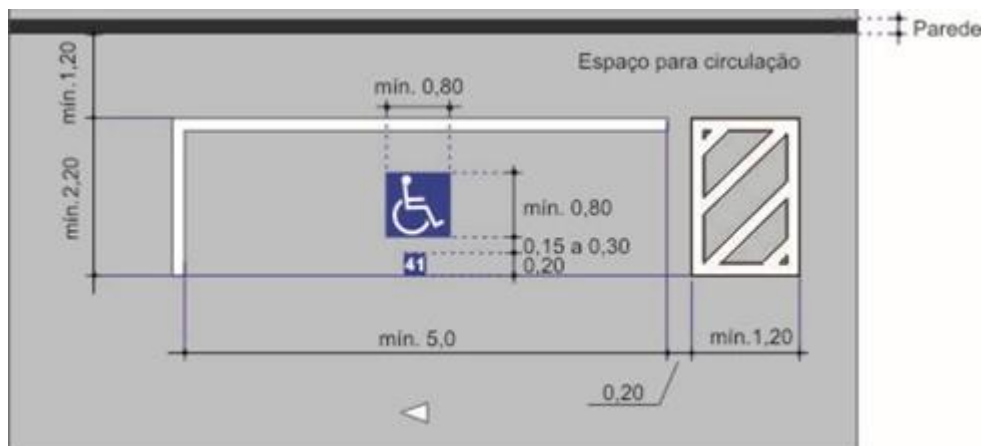 Parede
Espaço para circulação
mín.1,20
mín. 0,80
mín.2,20
mín. 0,80
0,15 a 0,30
41
0,20
mín. 5,0
mín.1,20
0,20